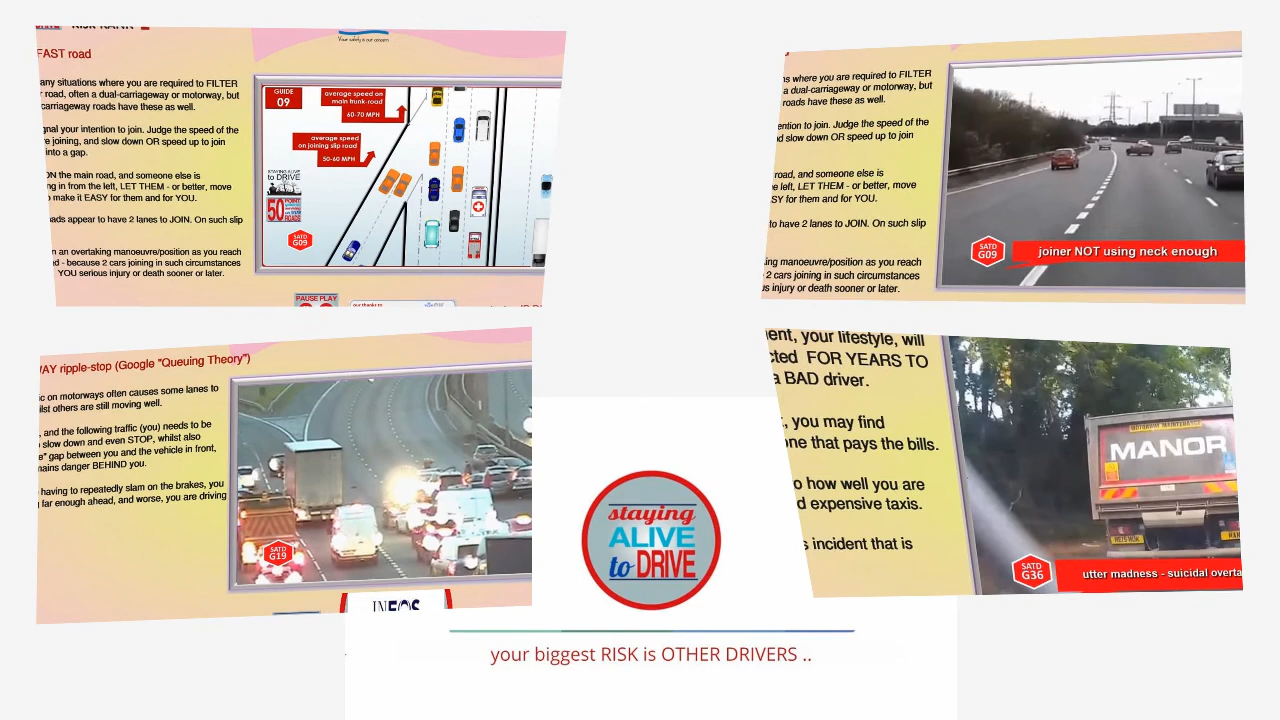 FAST road
any situations where you are required to FILTER
road, often a dual-carriageway or motorway, but
carriageway roads have these as well.
gnal your intention to join. Judge the speed of the
e joining, and slow down OR speed up to join
into a gap.
ON the main road, and someone else is
ng in from the left, LET THEM - or better, move
o make it EASY for them and for YOU.
ads appear to have 2 lanes to JOIN. On such slip
n an overtaking manoeuvre/position as you reach
d - because 2 cars joining in such circumstances
YOU serious injury or death sooner or later.
Your safety is our concern
GUIDE
09
average speed on
main trunk-road
60-70 MPH
average speed
on joining slip road
50-60 MPH
STAYING
ALIVE
to DRIVE
50 POINT
SATD
G09
PAUSE PLAY
our thanks to
ns where you are required to FILTER
a dual-carriageway or motorway, but
roads have these as well.
ention to join. Judge the speed of the
d slow down OR speed up to join
road, and someone else is
e left, LET THEM - or better, move
SY for them and for YOU.
to have 2 lanes to JOIN. On such slip
ing manoeuvre/position as you reach
2 cars joining in such circumstances
us injury or death sooner or later.
SATD
G09
joiner NOT using neck enough
WAY ripple-stop (Google "Queuing Theory")
ic on motorways often causes some lanes to
ilst others are still moving well.
, and the following traffic (you) needs to be
slow down and even STOP, whilst also
e" gap between you and the vehicle in front,
mains danger BEHIND you.
having to repeatedly slam on the brakes, you
far enough ahead, and worse, you are driving
SATD
G19
INEOS
ent, your lifestyle, will
cted FOR YEARS TO
a BAD driver.
, you may find
one that pays the bills.
o how well you are
d expensive taxis.
s incident that is
MANOR
SATD
G36
utter madness - suicidal overta
staying
ALIVE
to DRIVE
your biggest RISK is OTHER DRIVERS ..